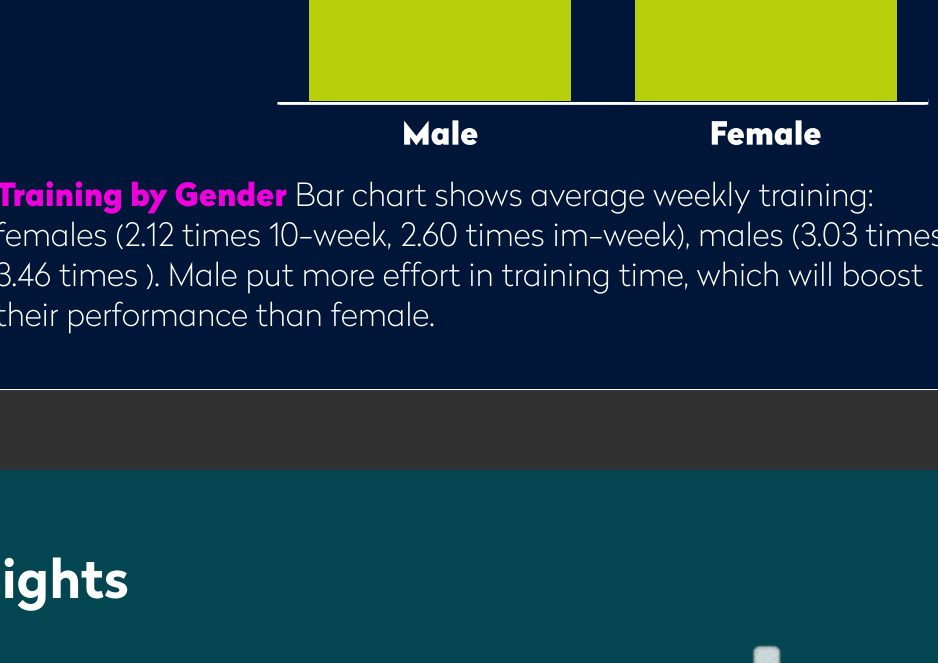 Male Female
Training by Gender Bar chart shows average weekly training:
females (2.12 times 10-week, 2.60 times im-week), males (3.03 times
3.46 times ). Male put more effort in training time, which will boost
their performance than female.
ights